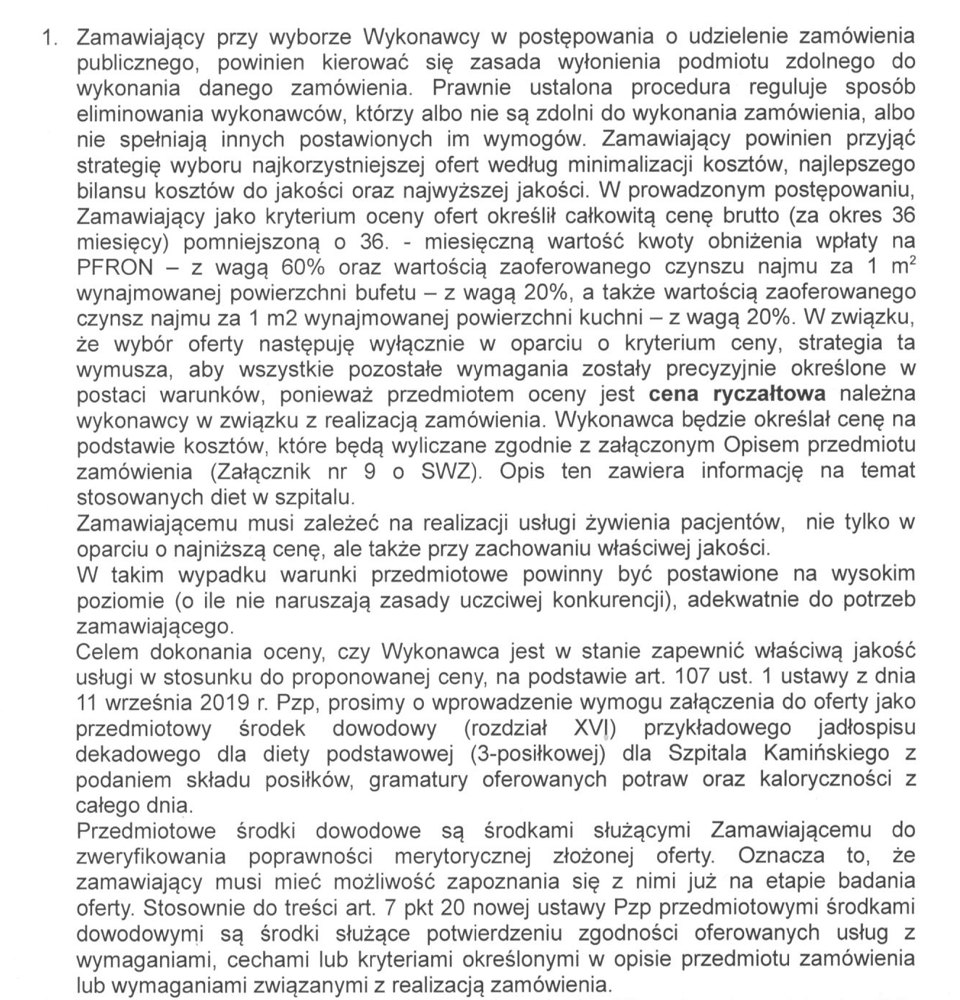 1. Zamawiający przy wyborze Wykonawcy w postępowania o udzielenie zamówienia
publicznego, powinien kierować się zasada wyłonienia podmiotu zdolnego do
wykonania danego zamówienia. Prawnie ustalona procedura reguluje sposób
eliminowania wykonawców, którzy albo nie są zdolni do wykonania zamówienia, albo
nie spełniają innych postawionych im wymogów. Zamawiający powinien przyjąć
strategię wyboru najkorzystniejszej ofert według minimalizacji kosztów, najlepszego
bilansu kosztów do jakości oraz najwyższej jakości. W prowadzonym postępowaniu,
Zamawiający jako kryterium oceny ofert określił całkowitą cenę brutto (za okres 36
miesięcy) pomniejszoną o 36. - miesięczną wartość kwoty obniżenia wpłaty na
PFRON – z wagą 60% oraz wartością zaoferowanego czynszu najmu za 1 m²
wynajmowanej powierzchni bufetu – z wagą 20%, a także wartością zaoferowanego
czynsz najmu za 1 m2 wynajmowanej powierzchni kuchni – z wagą 20%. W związku,
że wybór oferty następuję wyłącznie w oparciu o kryterium ceny, strategia ta
wymusza, aby wszystkie pozostałe wymagania zostały precyzyjnie określone w
postaci warunków, ponieważ przedmiotem oceny jest cena ryczałtowa należna
wykonawcy w związku z realizacją zamówienia. Wykonawca będzie określał cenę na
podstawie kosztów, które będą wyliczane zgodnie z załączonym Opisem przedmiotu
zamówienia (Załącznik nr 9 o SWZ). Opis ten zawiera informację na temat
stosowanych diet w szpitalu.
Zamawiającemu musi zależeć na realizacji usługi żywienia pacjentów, nie tylko w
oparciu o najniższą cenę, ale także przy zachowaniu właściwej jakości.
W takim wypadku warunki przedmiotowe powinny być postawione na wysokim
poziomie (o ile nie naruszają zasady uczciwej konkurencji), adekwatnie do potrzeb
zamawiającego.
Celem dokonania oceny, czy Wykonawca jest w stanie zapewnić właściwą jakość
usługi w stosunku do proponowanej ceny, na podstawie art. 107 ust. 1 ustawy z dnia
11 września 2019 r. Pzp, prosimy o wprowadzenie wymogu załączenia do oferty jako
przedmiotowy środek dowodowy (rozdział XVI) przykładowego jadłospisu
dekadowego dla diety podstawowej (3-posiłkowej) dla Szpitala Kamińskiego z
podaniem składu posiłków, gramatury oferowanych potraw oraz kaloryczności z
całego dnia.
Przedmiotowe środki dowodowe są środkami służącymi Zamawiającemu do
zweryfikowania poprawności merytorycznej złożonej oferty. Oznacza to, że
zamawiający musi mieć możliwość zapoznania się z nimi już na etapie badania
oferty. Stosownie do treści art. 7 pkt 20 nowej ustawy Pzp przedmiotowymi środkami
dowodowymi są środki służące potwierdzeniu zgodności oferowanych usług z
wymaganiami, cechami lub kryteriami określonymi w opisie przedmiotu zamówienia
lub wymaganiami związanymi z realizacją zamówienia.